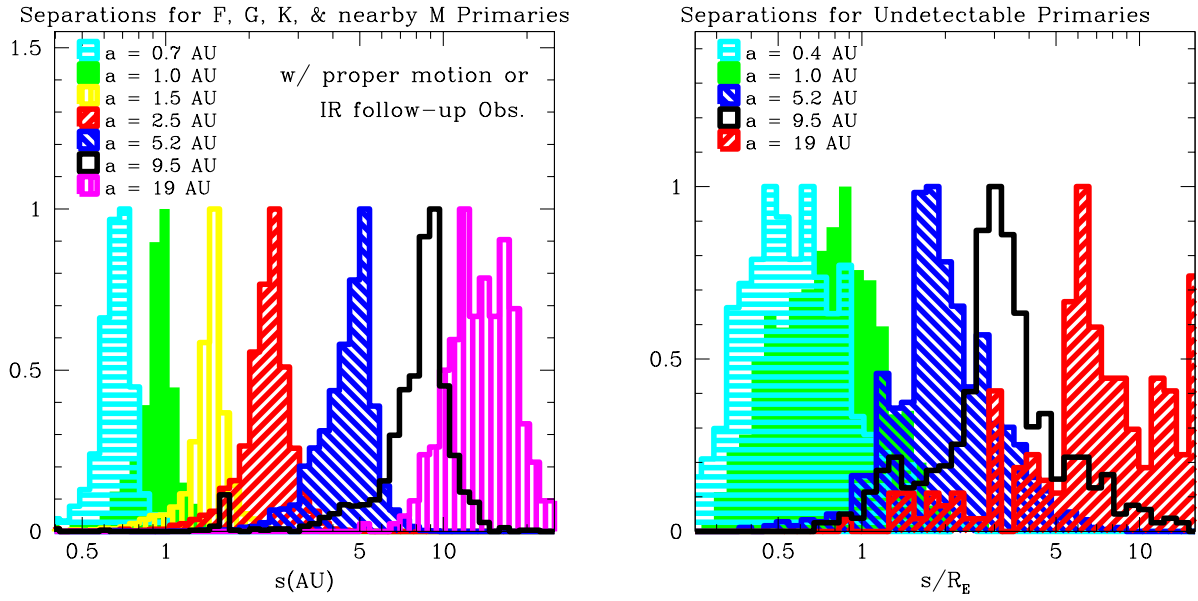 Separations for F, G, K, & nearby M Primaries
1.5
1
0.5
0
a = 0.7 AU
a = 1.0 AU
a = 1.5 AU
a = 2.5 AU
a = 5.2 AU
a = 9.5 AU
a = 19 AU
w/ proper motion or
IR follow-up Obs.
0.5 1 5 10
s(AU)
Separations for Undetectable Primaries
1
0.5
0
a = 0.4 AU
a = 1.0 AU
a = 5.2 AU
a = 9.5 AU
a = 19 AU
0.5 1 5 10
s/R_E